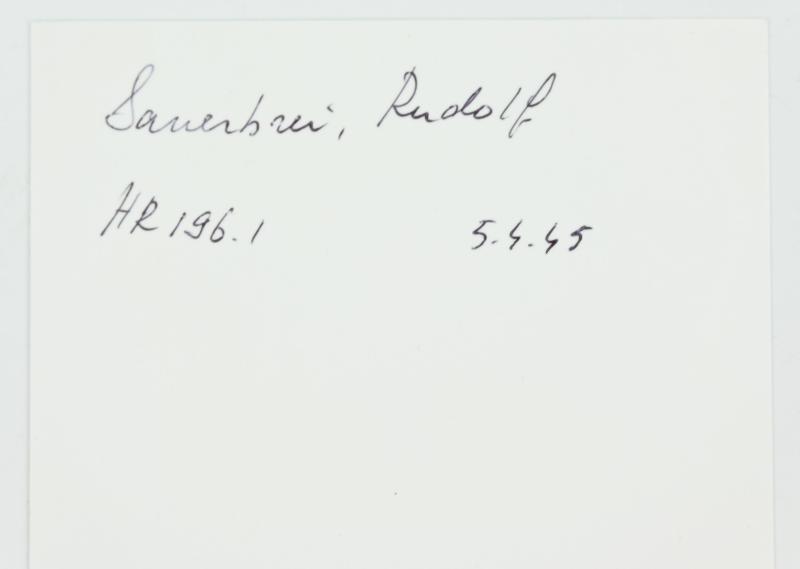 Sauerbrei, Rudolf
HR 196.1 5.4.45